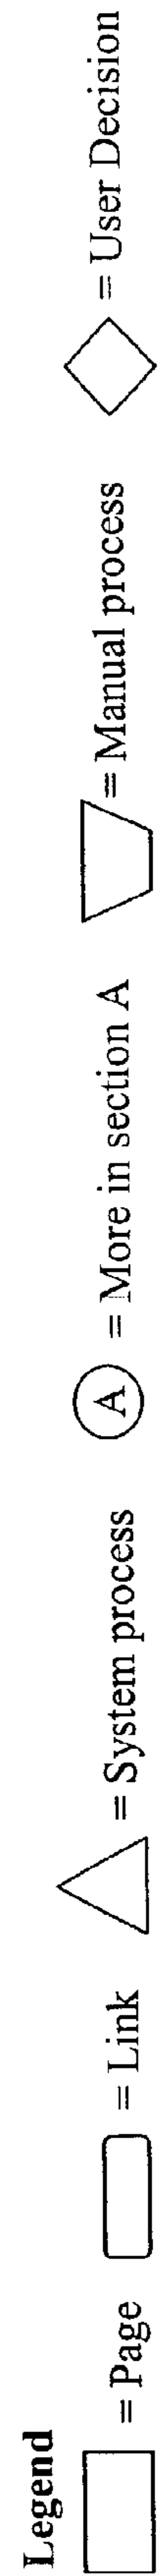 Legend
= Page = Link = System process A = More in section A = Manual process = User Decision